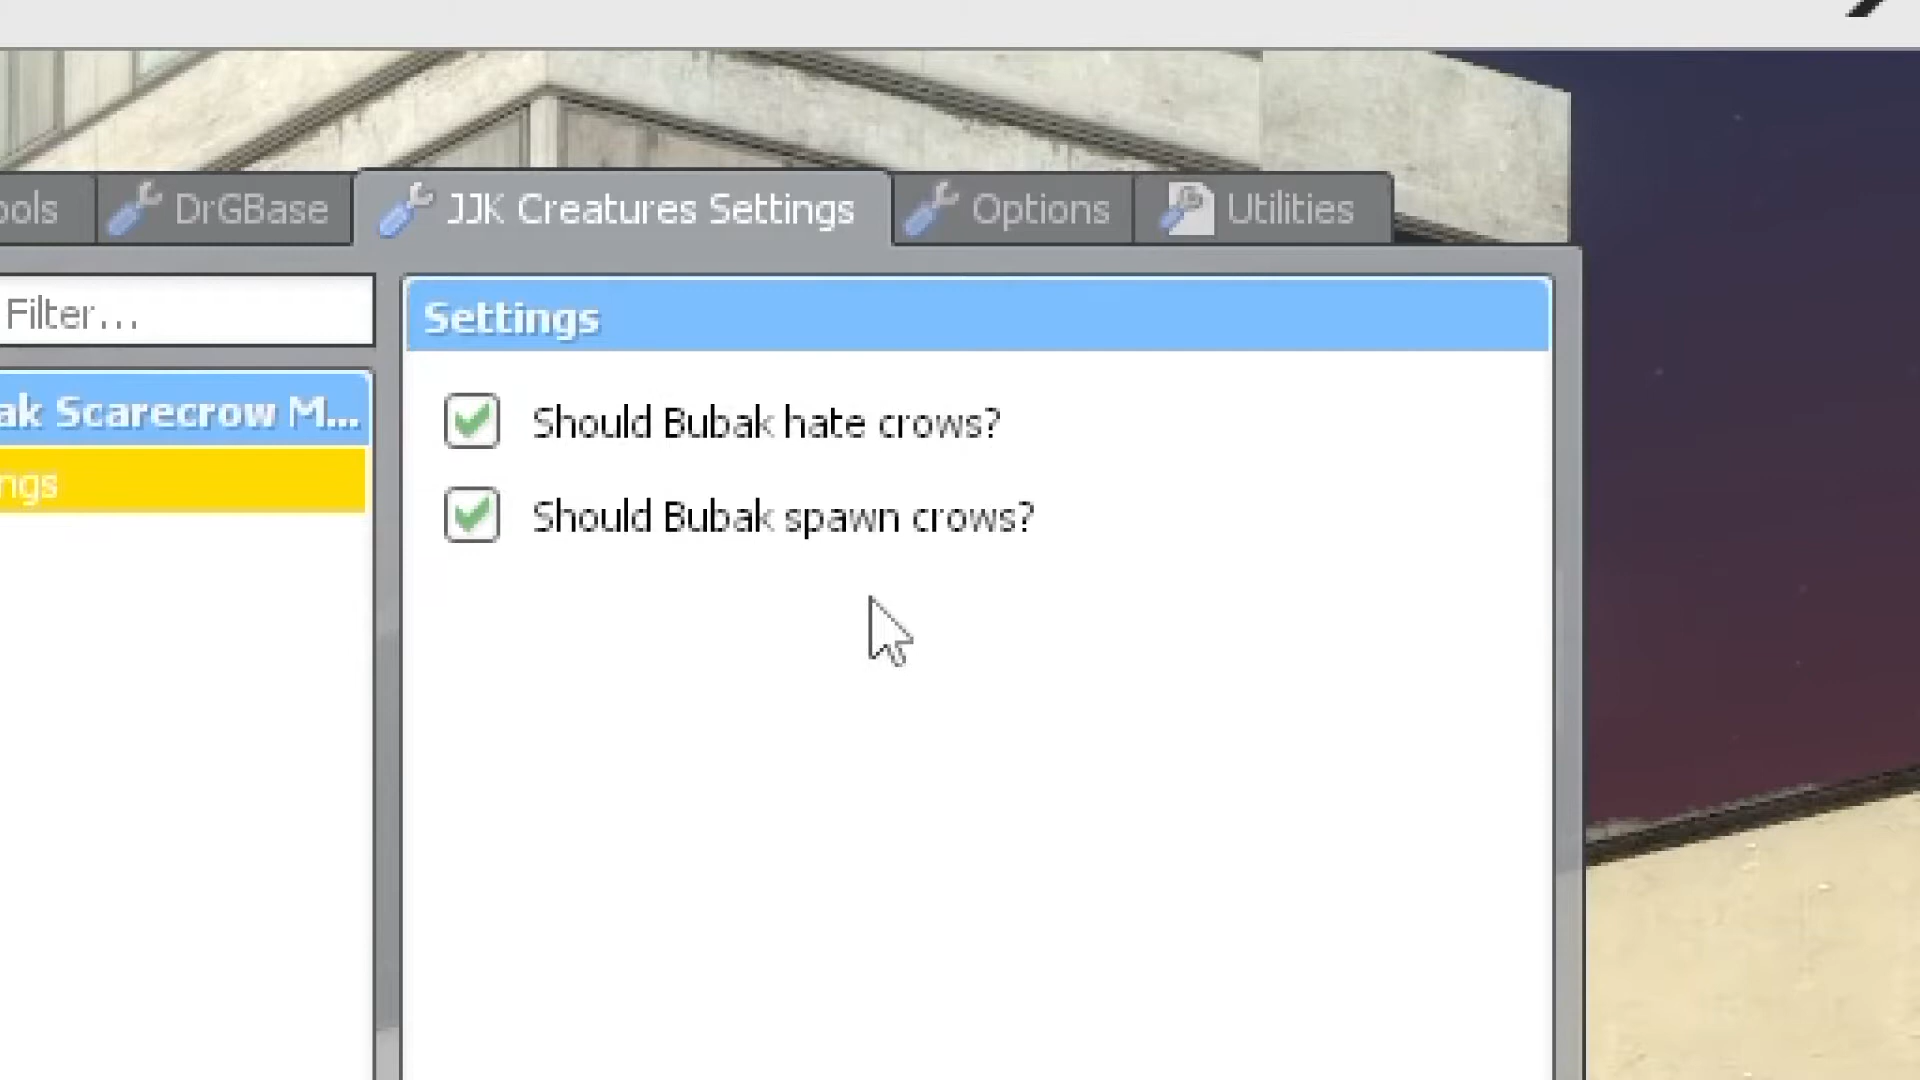 ools DrGBase JJK Creatures Settings Options Utilities
Filter...
Settings
ak Scarecrow M...
ngs
Should Bubak hate crows?
Should Bubak spawn crows?